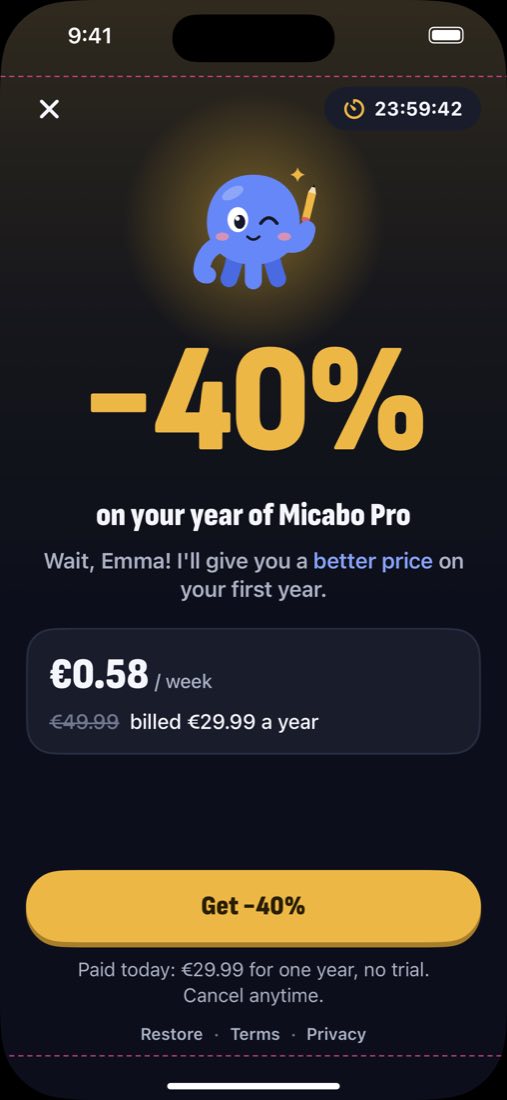 9:41
23:59:42
−40%
on your year of Micabo Pro
Wait, Emma! I'll give you a better price on
your first year.
€0.58 / week
€49.99 billed €29.99 a year
Get −40%
Paid today: €29.99 for one year, no trial.
Cancel anytime.
Restore · Terms · Privacy